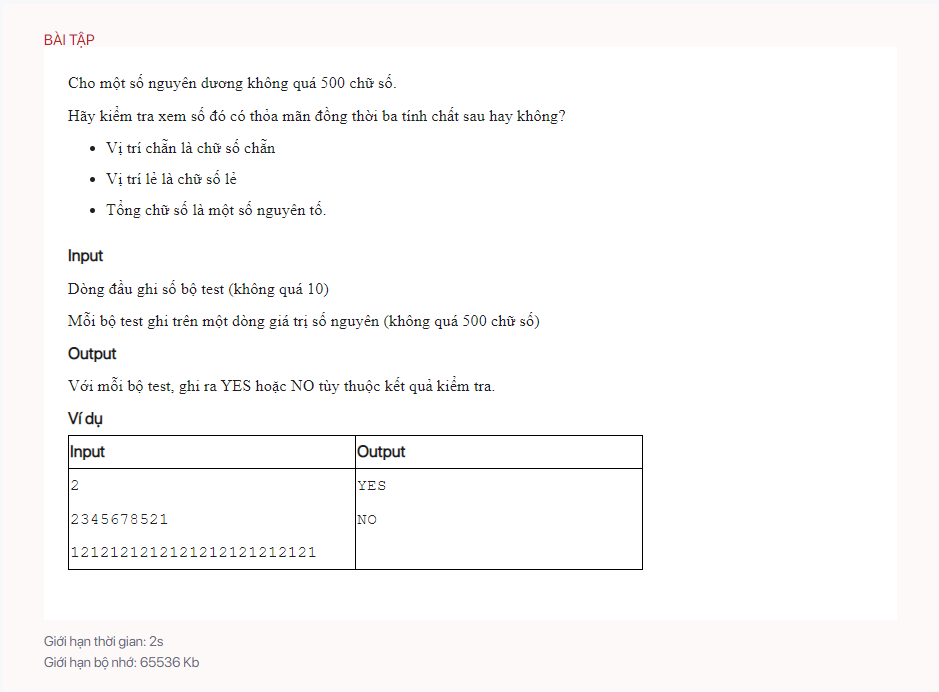 BÀI TẬP
Cho một số nguyên dương không quá 500 chữ số.
Hãy kiểm tra xem số đó có thỏa mãn đồng thời ba tính chất sau hay không?
• Vị trí chẵn là chữ số chẵn
• Vị trí lẻ là chữ số lẻ
• Tổng chữ số là một số nguyên tố.
Input
Dòng đầu ghi số bộ test (không quá 10)
Mỗi bộ test ghi trên một dòng giá trị số nguyên (không quá 500 chữ số)
Output
Với mỗi bộ test, ghi ra YES hoặc NO tùy thuộc kết quả kiểm tra.
Ví dụ
Input Output
2 YES
2345678521 NO
1212121212121212121212121
Giới hạn thời gian: 2s
Giới hạn bộ nhớ: 65536 Kb